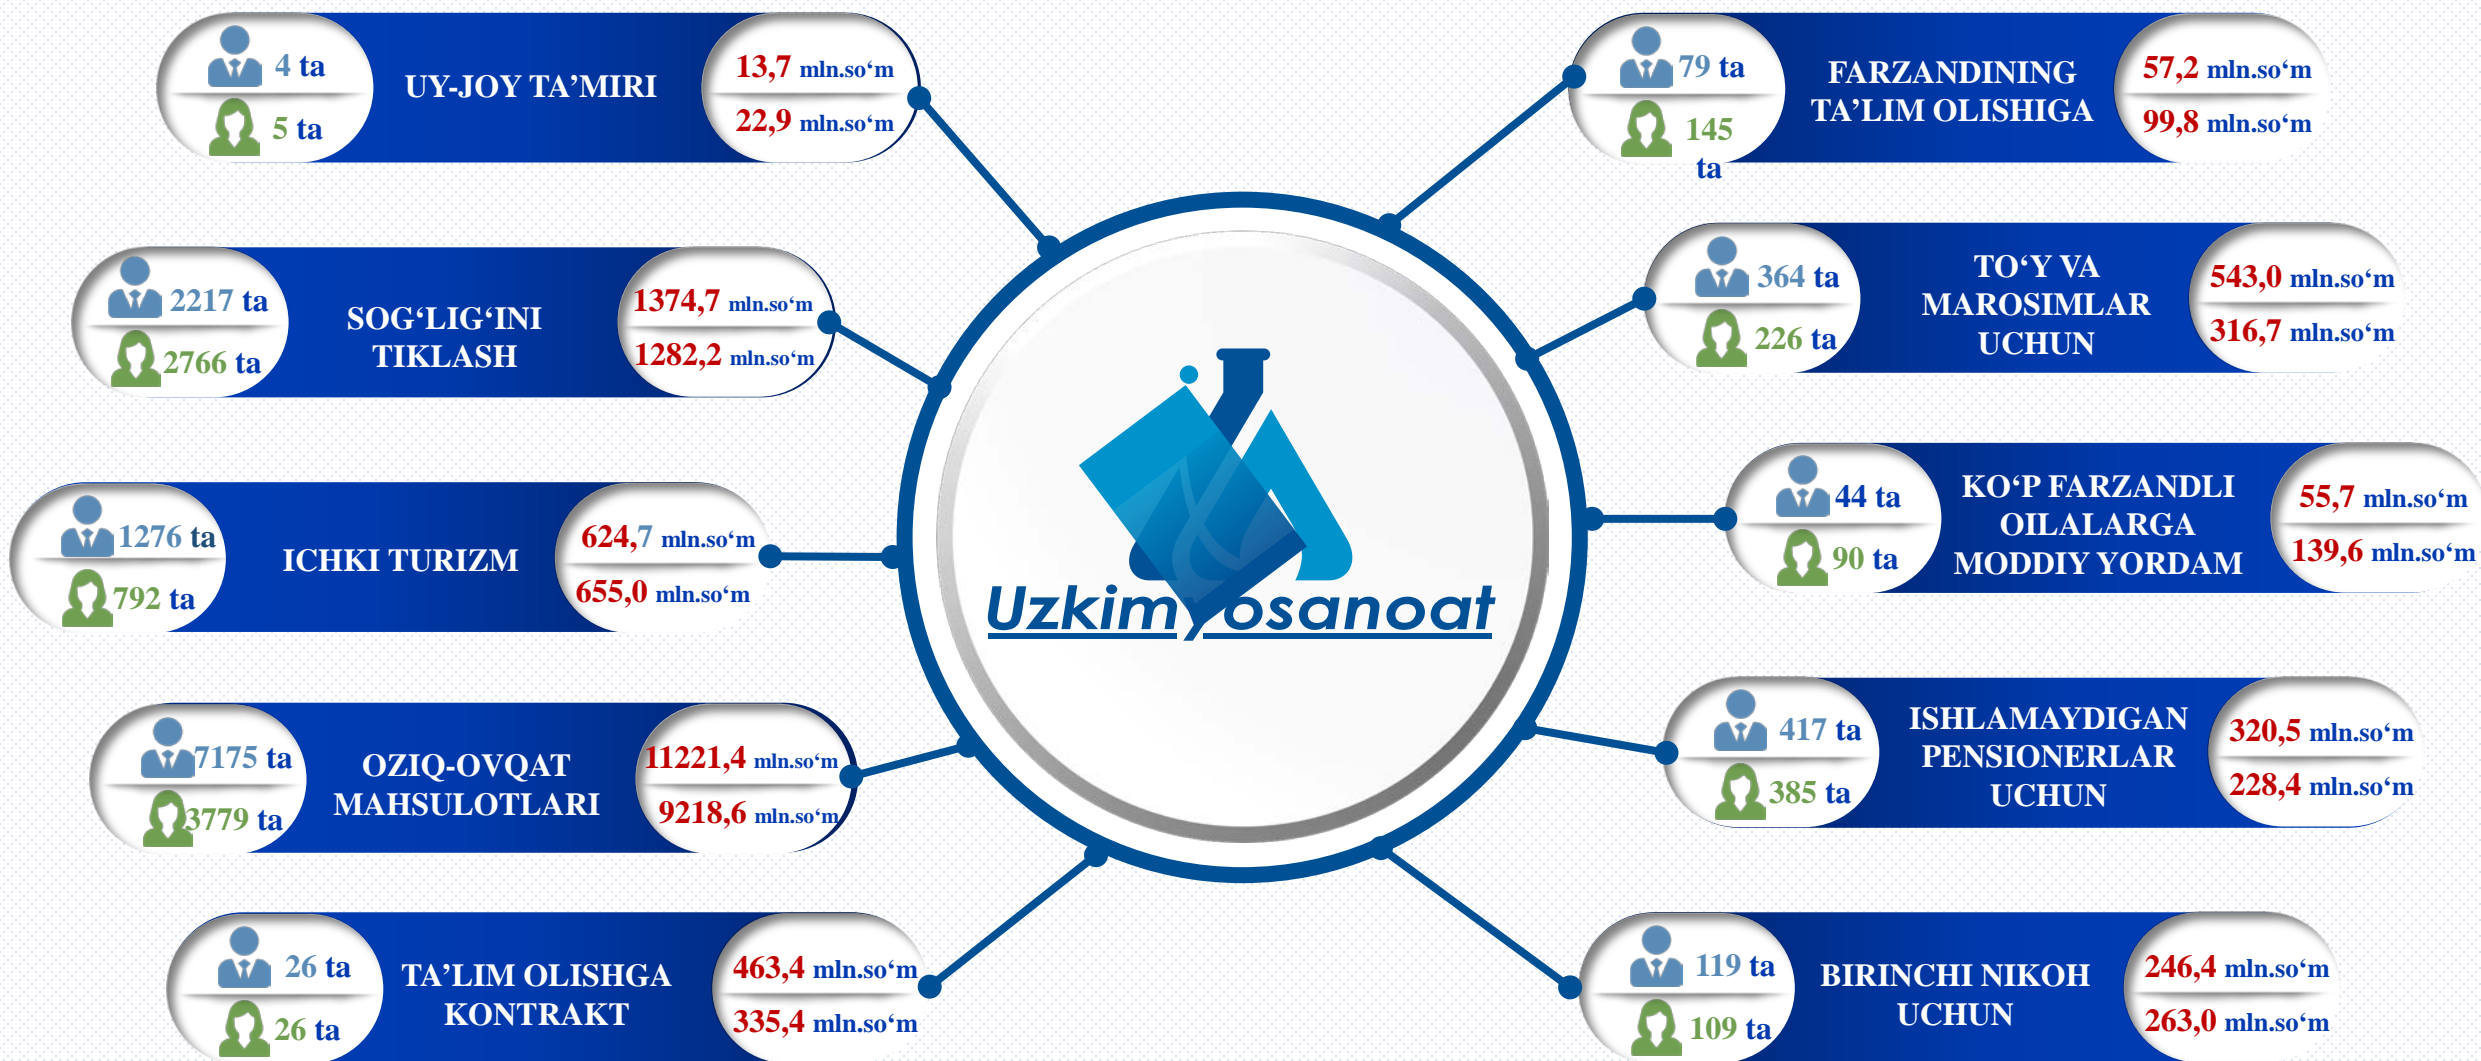 4 ta
5 ta
UY-JOY TA’MIRI
13,7 mln.so‘m
22,9 mln.so‘m
2217 ta
2766 ta
SOG‘LIG‘INI
TIKLASH
1374,7 mln.so‘m
1282,2 mln.so‘m
1276 ta
792 ta
ICHKI TURIZM
624,7 mln.so‘m
655,0 mln.so‘m
7175 ta
3779 ta
OZIQ-OVQAT
MAHSULOTLARI
11221,4 mln.so‘m
9218,6 mln.so‘m
26 ta
26 ta
TA’LIM OLISHGA
KONTRAKT
463,4 mln.so‘m
335,4 mln.so‘m
Uzkimyosanoat
79 ta
145
ta
FARZANDINING
TA’LIM OLISHIGA
57,2 mln.so‘m
99,8 mln.so‘m
364 ta
226 ta
TO‘Y VA
MAROSIMLAR
UCHUN
543,0 mln.so‘m
316,7 mln.so‘m
44 ta
90 ta
KO‘P FARZANDLI
OILALARGA
MODDIY YORDAM
55,7 mln.so‘m
139,6 mln.so‘m
417 ta
385 ta
ISHLAMAYDIGAN
PENSIONERLAR
UCHUN
320,5 mln.so‘m
228,4 mln.so‘m
119 ta
109 ta
BIRINCHI NIKOH
UCHUN
246,4 mln.so‘m
263,0 mln.so‘m